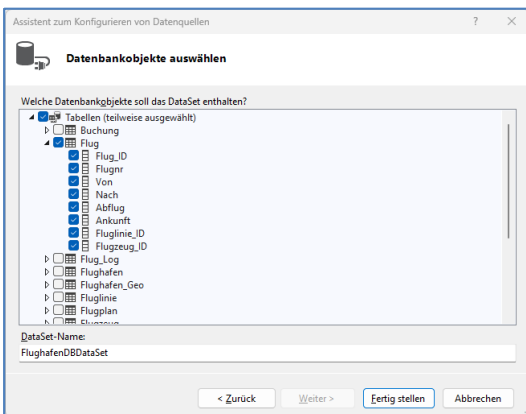 Assistent zum Konfigurieren von Datenquellen ? ×
Datenbankobjekte auswählen
Welche Datenbankobjekte soll das DataSet enthalten?
Tabellen (teilweise ausgewählt)
Buchung
Flug
Flug_ID
Flugnr
Von
Nach
Abflug
Ankunft
Fluglinie_ID
Flugzeug_ID
Flug_Log
Flughafen
Flughafen_Geo
Fluglinie
Flugplan
Flugzeug
DataSet-Name:
FlughafenDBDataSet
< Zurück Weiter > Fertig stellen Abbrechen